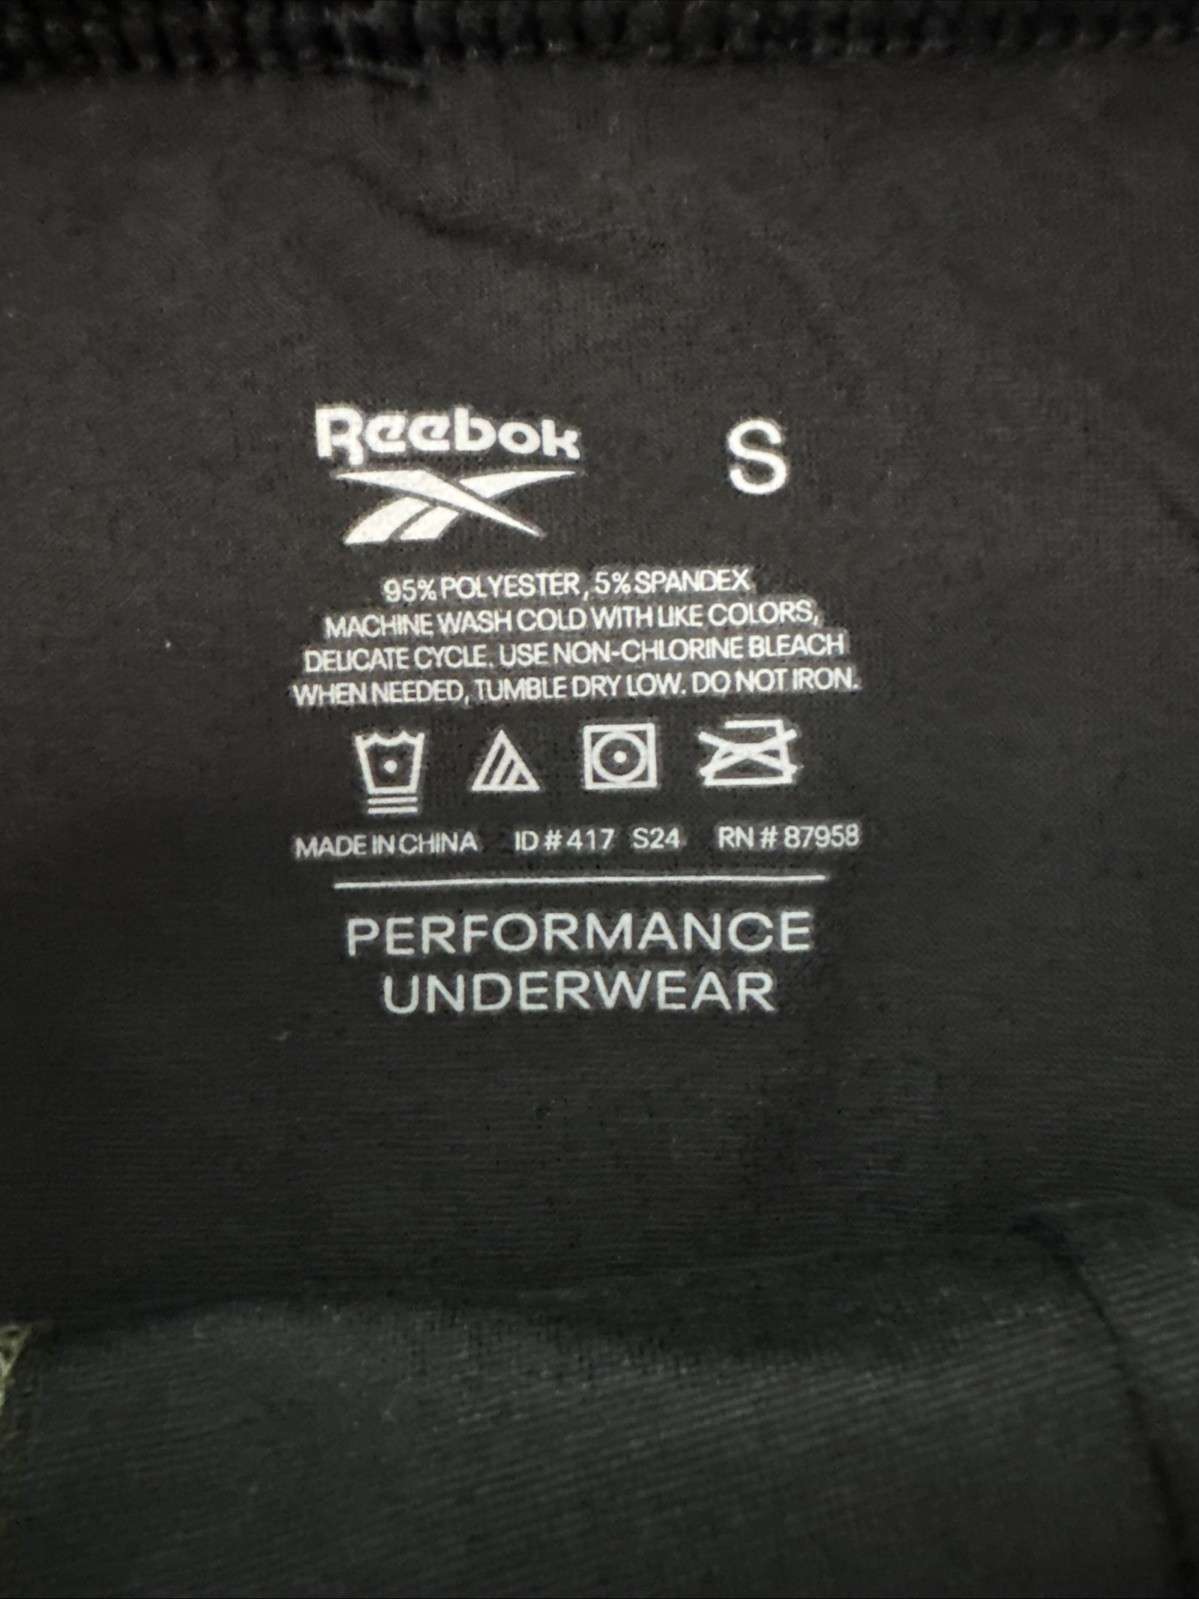 Reebok S
95% POLYESTER, 5% SPANDEX
MACHINE WASH COLD WITH LIKE COLORS,
DELICATE CYCLE. USE NON-CHLORINE BLEACH
WHEN NEEDED, TUMBLE DRY LOW. DO NOT IRON.
MADE IN CHINA ID # 417 S24 RN # 87958
PERFORMANCE
UNDERWEAR